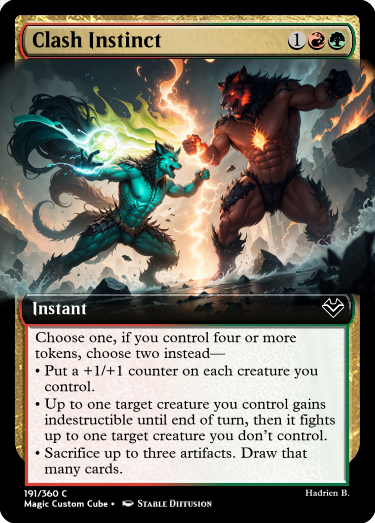 Clash Instinct 1
Instant
Choose one, if you control four or more
tokens, choose two instead—
• Put a +1/+1 counter on each creature you
control.
• Up to one target creature you control gains
indestructible until end of turn, then it fights
up to one target creature you don't control.
• Sacrifice up to three artifacts. Draw that
many cards.
191/360 C Hadrien B.
Magic Custom Cube • Stable Diffusion